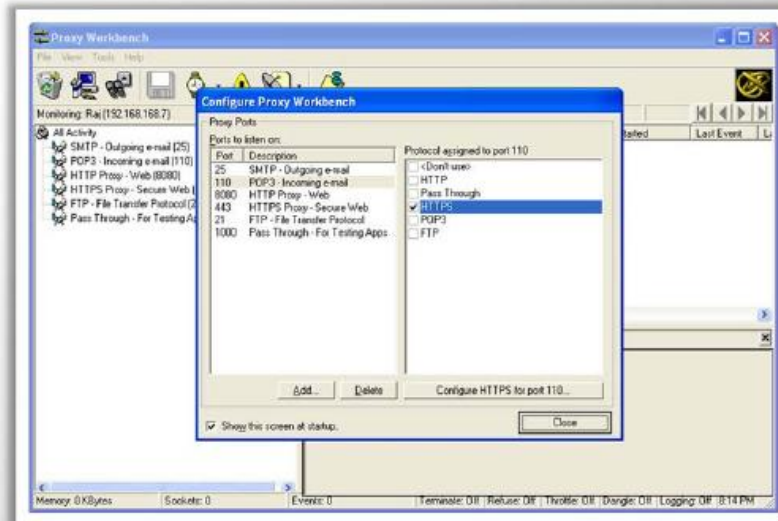 Proxy Workbench
File View Tools Help
Monitoring: Raj (192.168.168.7)
All Activity
SMTP - Outgoing e-mail (25)
POP3 - Incoming e-mail (110)
HTTP Proxy - Web (8080)
HTTPS Proxy - Secure Web (
FTP - File Transfer Protocol (2
Pass Through - For Testing Ap
Configure Proxy Workbench
Proxy Ports
Ports to listen on:
Port Description
25 SMTP - Outgoing e-mail
110 POP3 - Incoming e-mail
8080 HTTP Proxy - Web
443 HTTPS Proxy - Secure Web
21 FTP - File Transfer Protocol
1000 Pass Through - For Testing Apps
Protocol assigned to port 110
<Don't use>
HTTP
Pass Through
HTTPS
POP3
FTP
Add...
Delete
Configure HTTPS for port 110...
Show this screen at startup.
Close
tarted
Last Event
Memory: 0 KBytes
Sockets: 0
Events: 0
Terminate: Off Refuse: Off Throttle: Off Dangle: Off Logging: Off 8:14 PM